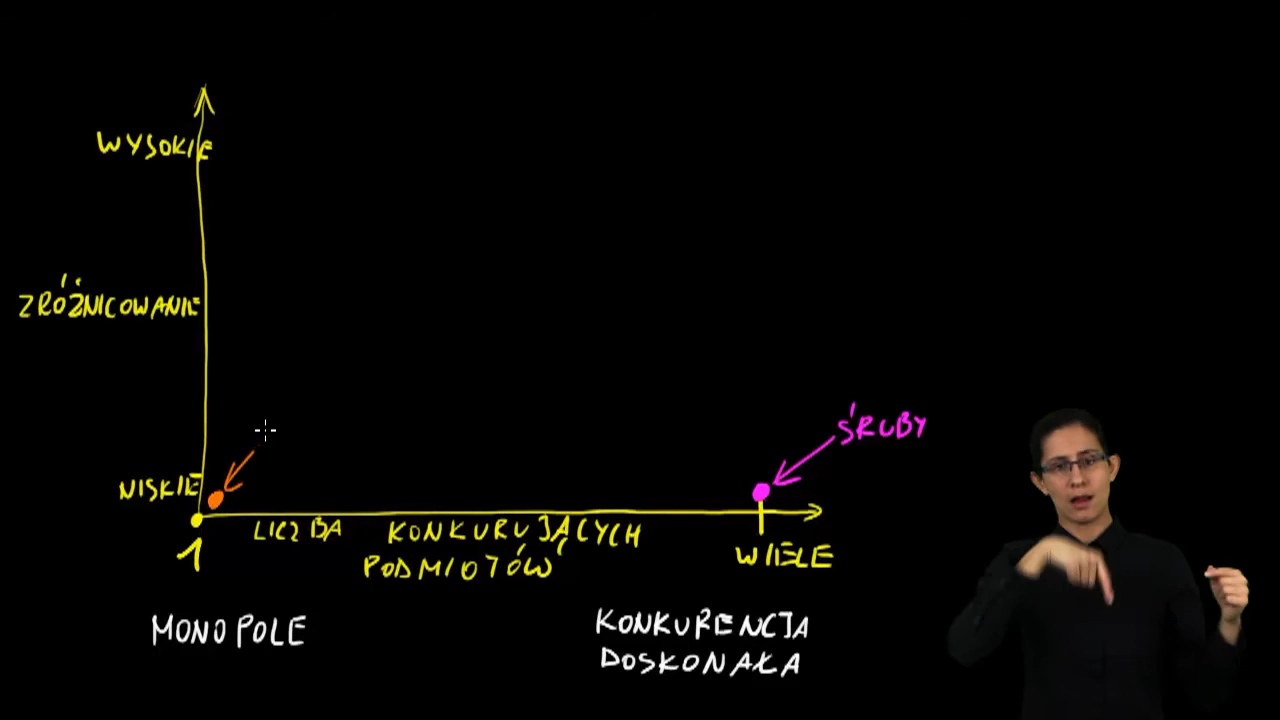 WYSOKIE
ZRÓŻNICOWANIE
NISKIE
ŚRUBY
1
LICZBA KONKURUJĄCYCH
PODMIOTÓW
WIELE
MONOPOLE
KONKURENCJA
DOSKONAŁA